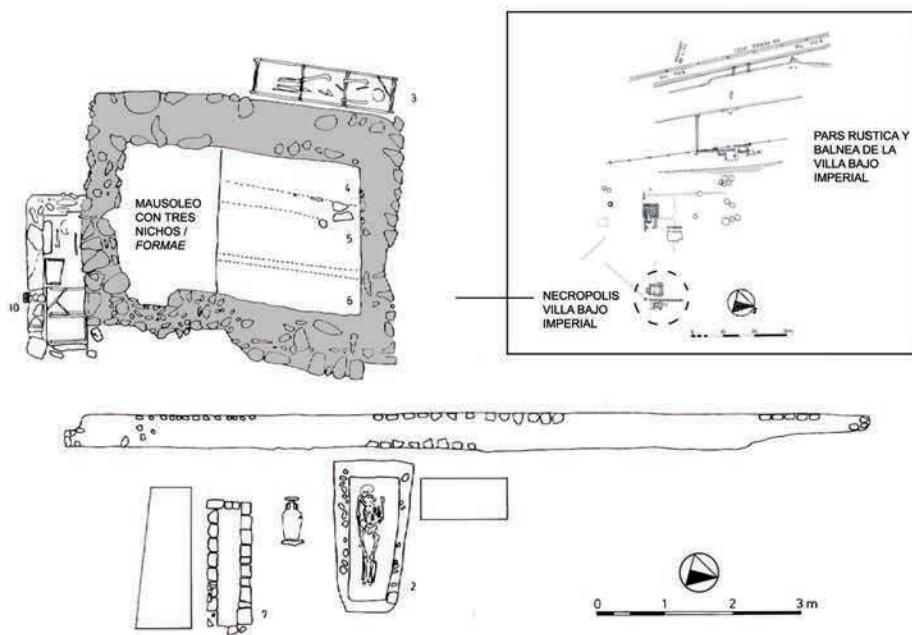 3
MAUSOLEO
CON TRES
NICHOS /
FORMAE
4
5
6
10
PARS RUSTICA Y
BALNEA DE LA
VILLA BAJO
IMPERIAL
NECROPOLIS
VILLA BAJO
IMPERIAL
7
2
0 1 2 3 m